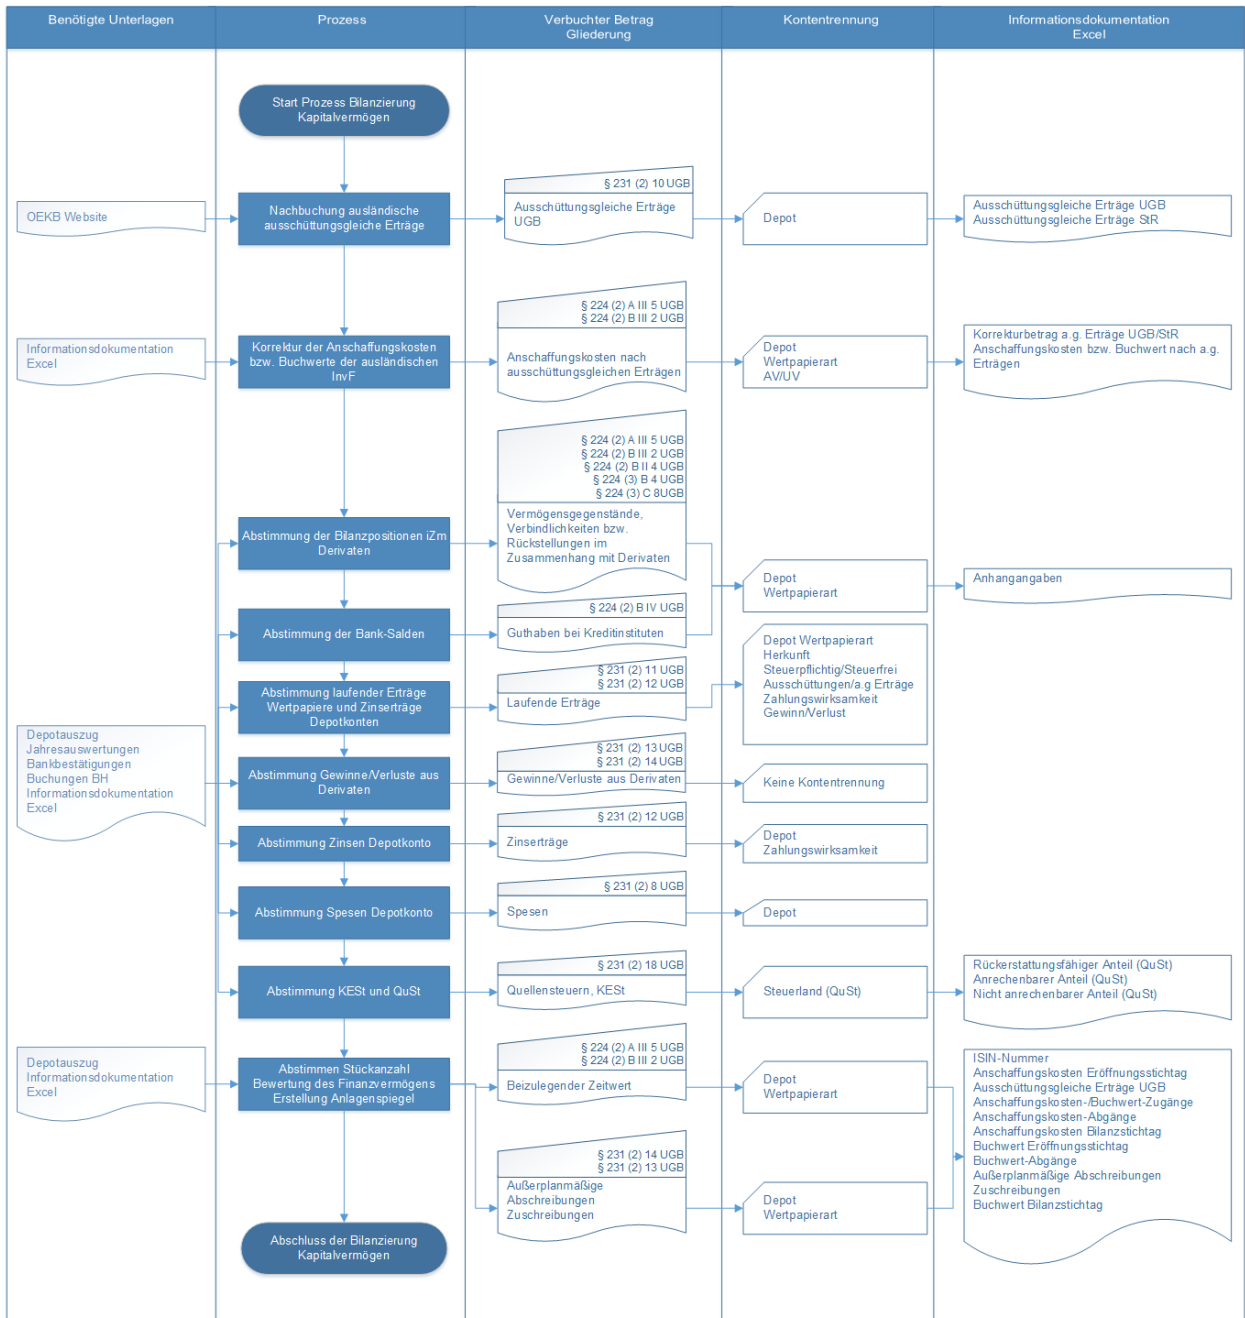 Benötigte Unterlagen
Prozess
Verbuchter Betrag
Gliederung
Kontentrennung
Informationsdokumentation
Excel
Start Prozess Bilanzierung
Kapitalvermögen
OEKB Website
Nachbuchung ausländische
ausschüttungsgleiche Erträge
§ 231 (2) 10 UGB
Ausschüttungsgleiche Erträge
UGB
Depot
Ausschüttungsgleiche Erträge UGB
Ausschüttungsgleiche Erträge StR
Informationsdokumentation
Excel
Korrektur der Anschaffungskosten
bzw. Buchwerte der ausländischen
InvF
§ 224 (2) A III 5 UGB
§ 224 (2) B III 2 UGB
Anschaffungskosten nach
ausschüttungsgleichen Erträgen
Depot
Wertpapierart
AV/UV
Korrekturbetrag a.g. Erträge UGB/StR
Anschaffungskosten bzw. Buchwert nach a.g.
Erträgen
Abstimmung der Bilanzpositionen iZm
Derivaten
§ 224 (2) A III 5 UGB
§ 224 (2) B III 2 UGB
§ 224 (2) B II 4 UGB
§ 224 (3) B 4 UGB
§ 224 (3) C 8UGB
Vermögensgegenstände,
Verbindlichkeiten bzw.
Rückstellungen im
Zusammenhang mit Derivaten
Depot
Wertpapierart
Anhangangaben
Abstimmung der Bank-Salden
§ 224 (2) B IV UGB
Guthaben bei Kreditinstituten
Abstimmung laufender Erträge
Wertpapiere und Zinserträge
Depotkonten
§ 231 (2) 11 UGB
§ 231 (2) 12 UGB
Laufende Erträge
Depot Wertpapierart
Herkunft
Steuerpflichtig/Steuerfrei
Ausschüttungen/a.g Erträge
Zahlungswirksamkeit
Gewinn/Verlust
Depotauszug
Jahresauswertungen
Bankbestätigungen
Buchungen BH
Informationsdokumentation
Excel
Abstimmung Gewinne/Verluste aus
Derivaten
§ 231 (2) 13 UGB
§ 231 (2) 14 UGB
Gewinne/Verluste aus Derivaten
Keine Kontentrennung
Abstimmung Zinsen Depotkonto
§ 231 (2) 12 UGB
Zinserträge
Depot
Zahlungswirksamkeit
Abstimmung Spesen Depotkonto
§ 231 (2) 8 UGB
Spesen
Depot
Abstimmung KESt und QuSt
§ 231 (2) 18 UGB
Quellensteuern, KESt
Steuerland (QuSt)
Rückerstattungsfähiger Anteil (QuSt)
Anrechenbarer Anteil (QuSt)
Nicht anrechenbarer Anteil (QuSt)
Depotauszug
Informationsdokumentation
Excel
Abstimmen Stückanzahl
Bewertung des Finanzvermögens
Erstellung Anlagenspiegel
§ 224 (2) A III 5 UGB
§ 224 (2) B III 2 UGB
Beizulegender Zeitwert
Depot
Wertpapierart
ISIN-Nummer
Anschaffungskosten Eröffnungsstichtag
Ausschüttungsgleiche Erträge UGB
Anschaffungskosten-/Buchwert-Zugänge
Anschaffungskosten-Abgänge
Anschaffungskosten Bilanzstichtag
Buchwert Eröffnungsstichtag
Buchwert-Abgänge
Außerplanmäßige Abschreibungen
Zuschreibungen
Buchwert Bilanzstichtag
§ 231 (2) 14 UGB
§ 231 (2) 13 UGB
Außerplanmäßige
Abschreibungen
Zuschreibungen
Depot
Wertpapierart
Abschluss der Bilanzierung
Kapitalvermögen